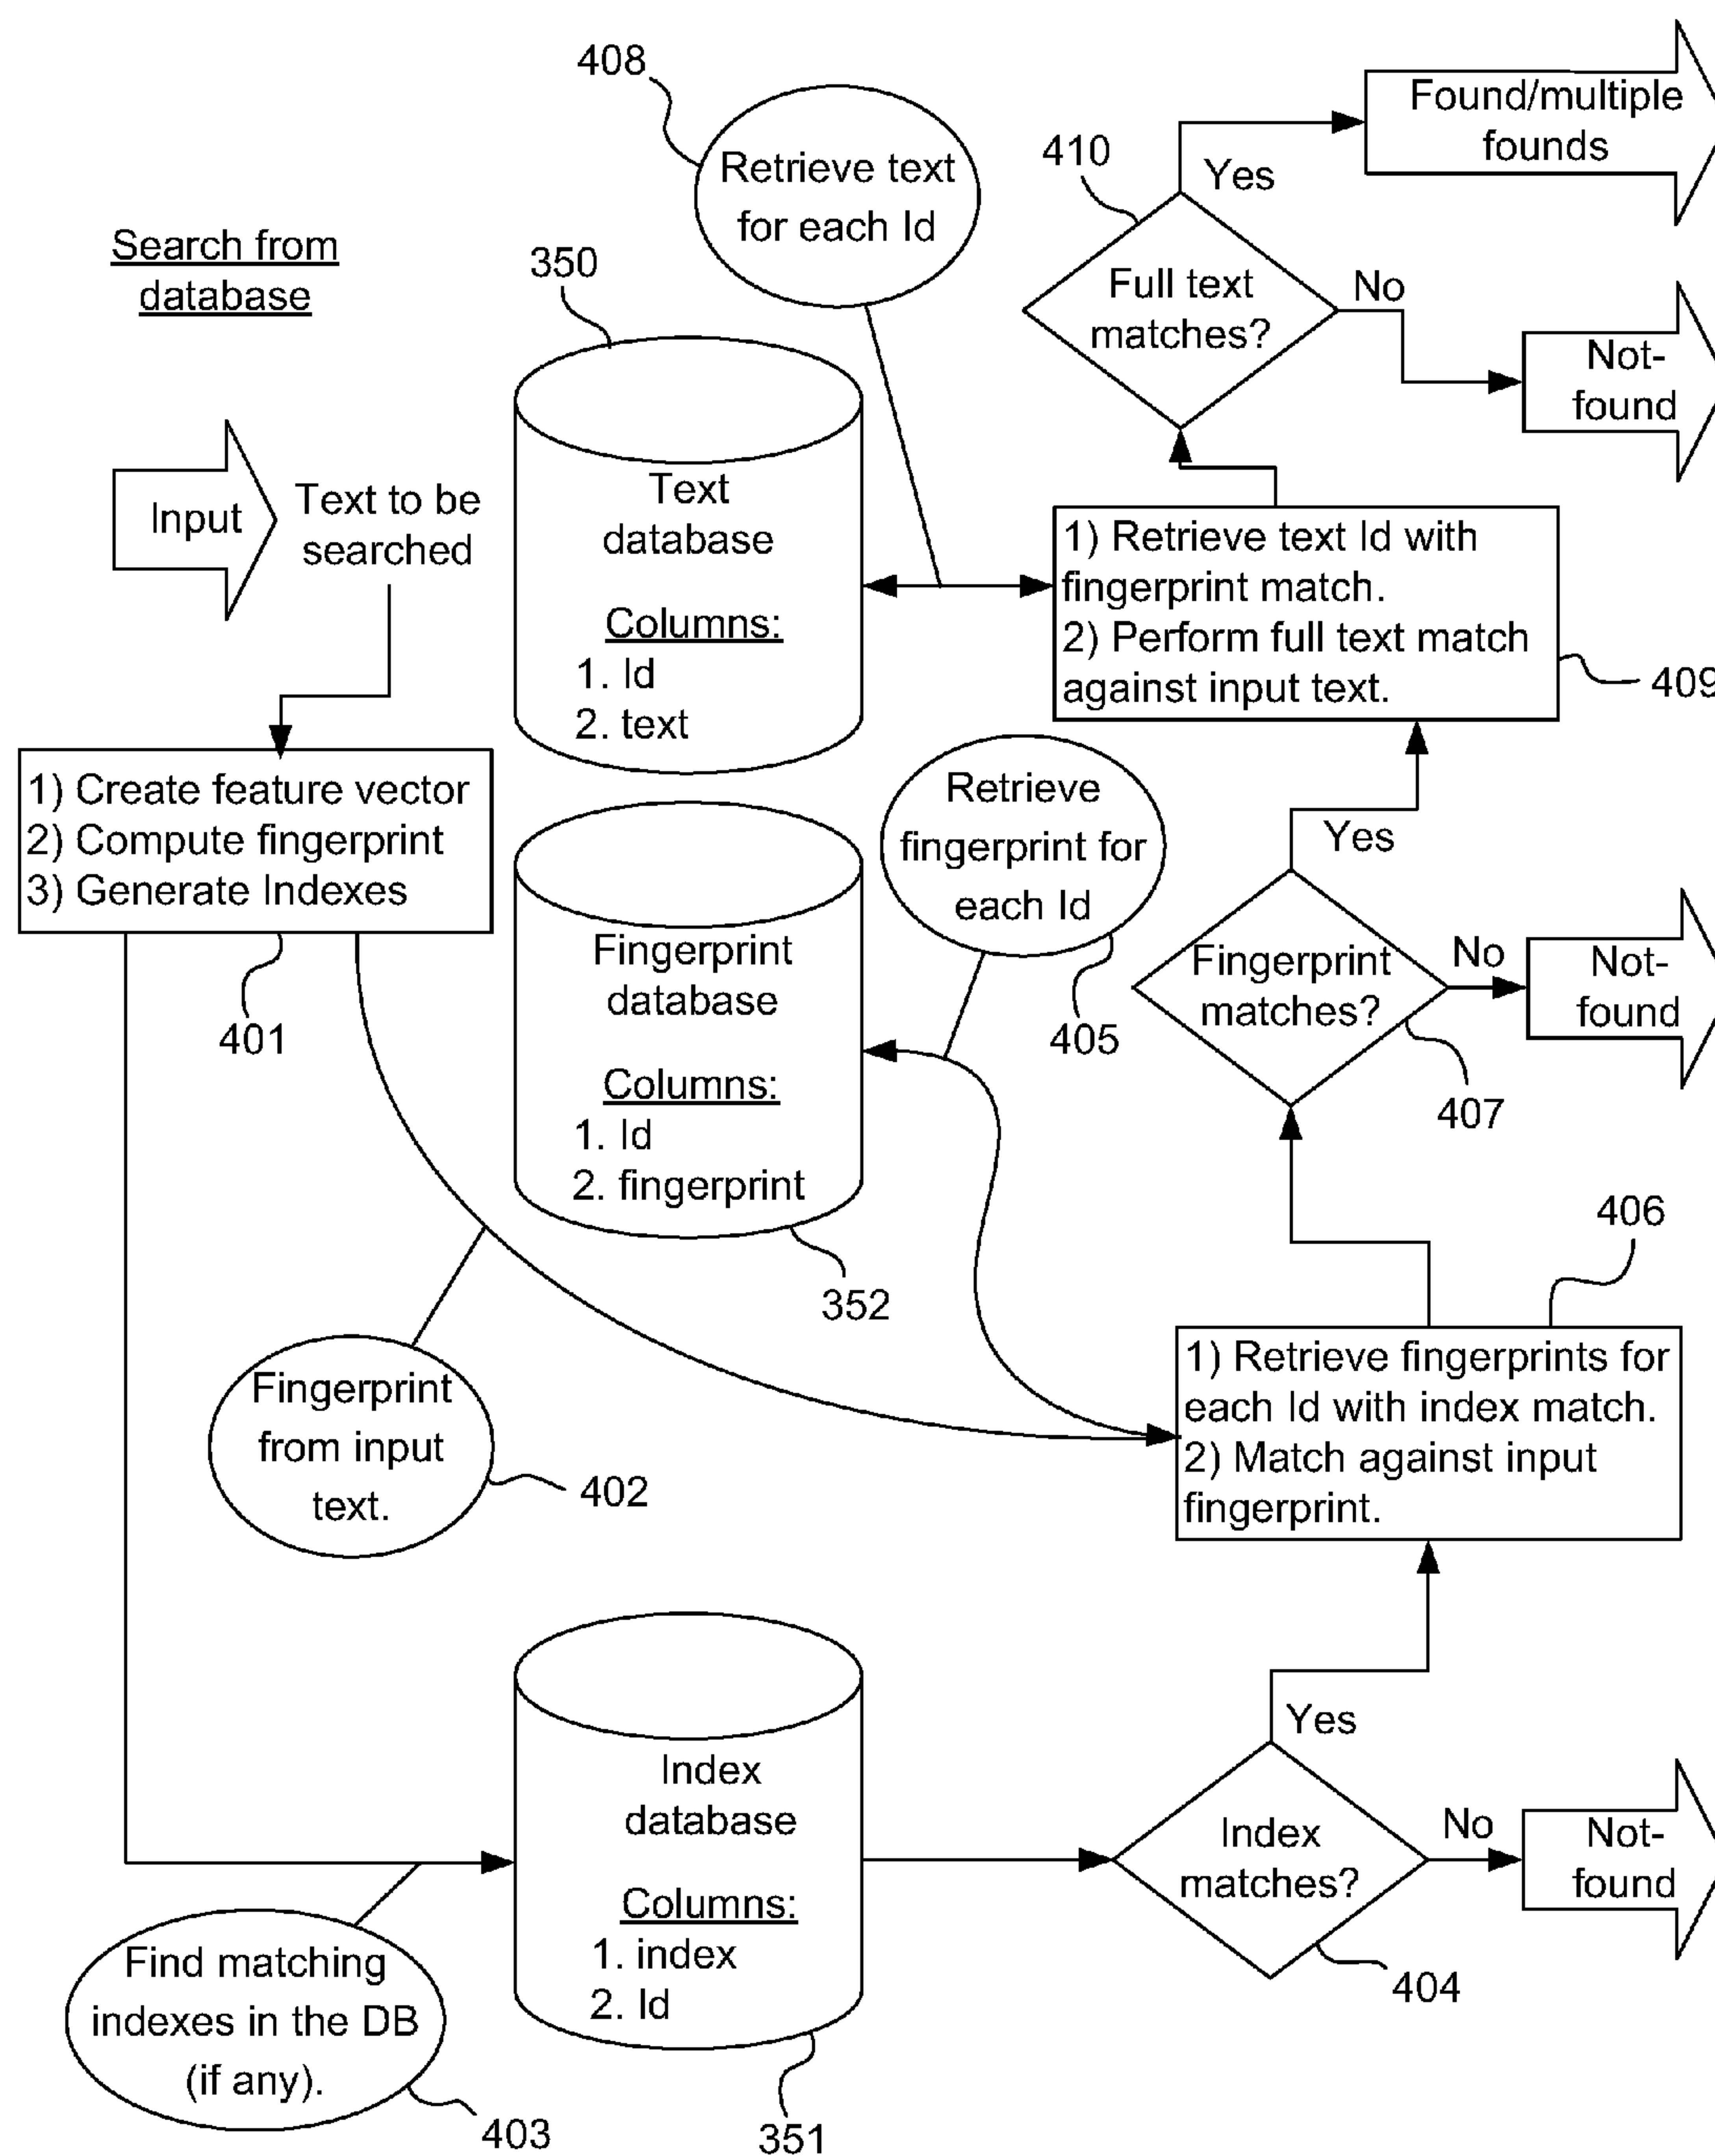 408
Retrieve text
for each Id
Found/multiple
founds
410
Yes
Search from
database
350
Full text
matches?
No
Not-
found
Input
Text to be
searched
Text
database
Columns:
1. Id
2. text
1) Retrieve text Id with
fingerprint match.
2) Perform full text match
against input text.
409
1) Create feature vector
2) Compute fingerprint
3) Generate Indexes
401
Retrieve
fingerprint for
each Id
405
Yes
Fingerprint
database
Columns:
1. Id
2. fingerprint
352
Fingerprint
matches?
No
Not-
found
407
406
Fingerprint
from input
text.
402
1) Retrieve fingerprints for
each Id with index match.
2) Match against input
fingerprint.
Yes
Index
database
Columns:
1. index
2. Id
351
Index
matches?
No
Not-
found
404
Find matching
indexes in the DB
(if any).
403